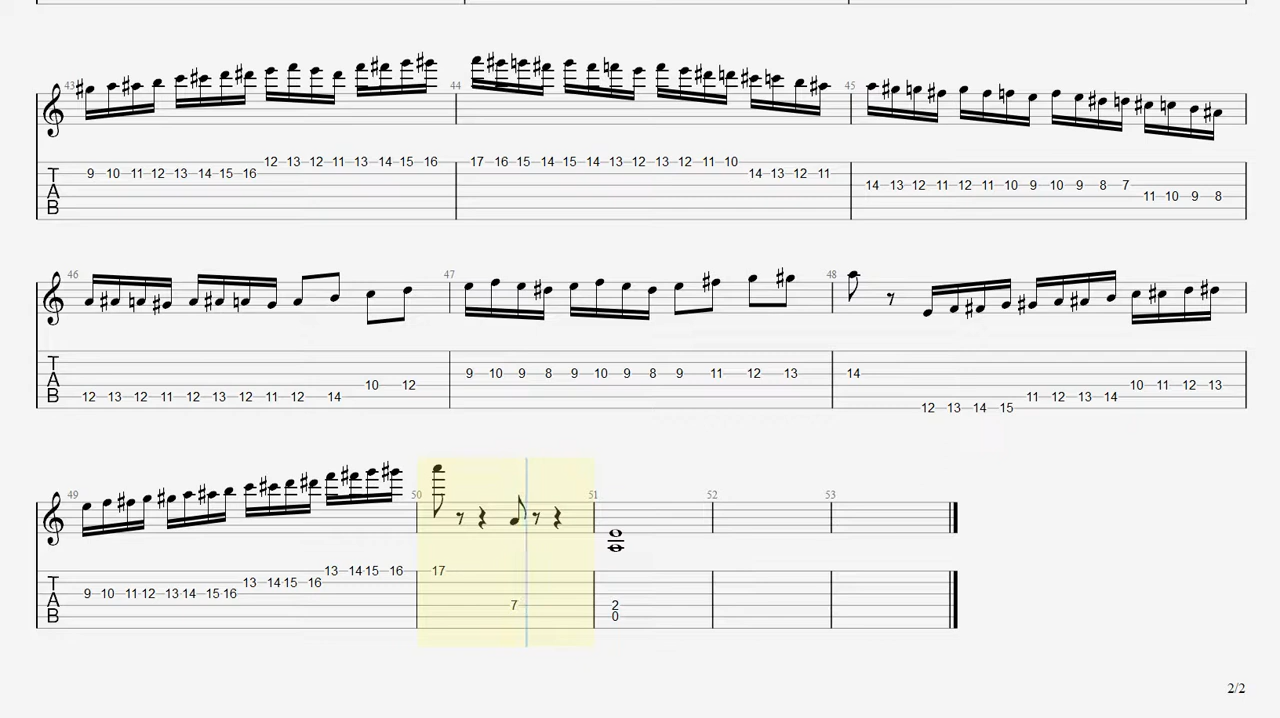 43 44 45
12 13 12 11 13 14 15 16 17 16 15 14 15 14 13 12 13 12 11 10
T 9 10 11 12 13 14 15 16 14 13 12 11
14 13 12 11 12 11 10 9 10 9 8 7
A 11 10 9 8
B
46 47 48
T
A 9 10 9 8 9 10 9 8 9 11 12 13 14
10 12 10 11 12 13
B 12 13 12 11 12 13 12 11 12 14 11 12 13 14
12 13 14 15
49 50 51 52 53
13 14 15 16 17
T 13 14 15 16
9 10 11 12 13 14 15 16
A 7 2
B 0
2/2